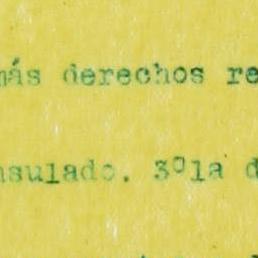 más derechos re
nsulado. 3ºla d